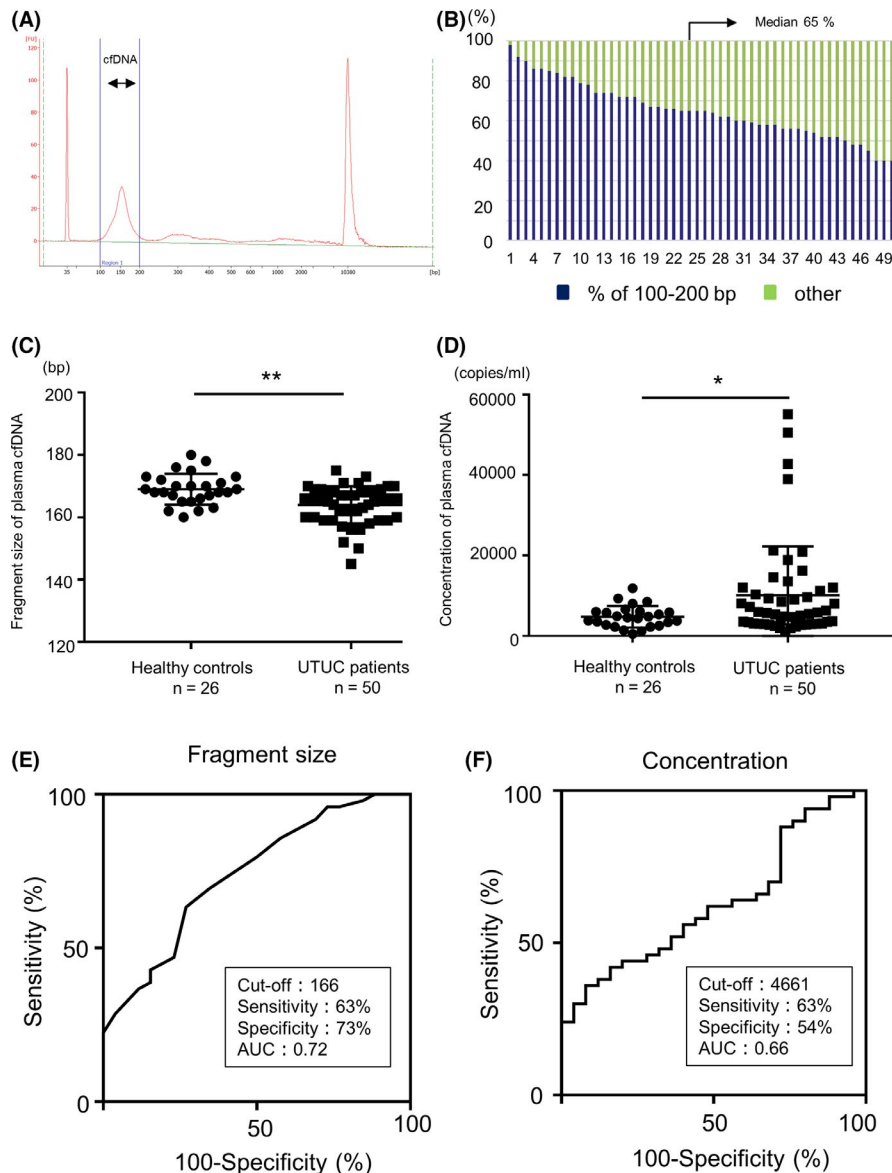 (A)
[FU]
cfDNA
120
100
80
60
40
20
0
Region 1
35 100 150 200 300 400 500 600 1000 2000 10380 [bp]
(B)
(%)
Median 65 %
100
80
60
40
20
0
1 4 7 10 13 16 19 22 25 28 31 34 37 40 43 46 49
% of 100-200 bp other
(C)
(bp)
**
Fragment size of plasma cfDNA
200
180
160
140
120
Healthy controls UTUC patients
n = 26 n = 50
(D)
(copies/ml)
*
Concentration of plasma cfDNA
60000
40000
20000
0
Healthy controls UTUC patients
n = 26 n = 50
(E) Fragment size
Sensitivity (%)
100
50
0
Cut-off : 166
Sensitivity : 63%
Specificity : 73%
AUC : 0.72
50 100
100-Specificity (%)
(F) Concentration
Sensitivity (%)
100
50
0
Cut-off : 4661
Sensitivity : 63%
Specificity : 54%
AUC : 0.66
50 100
100-Specificity (%)